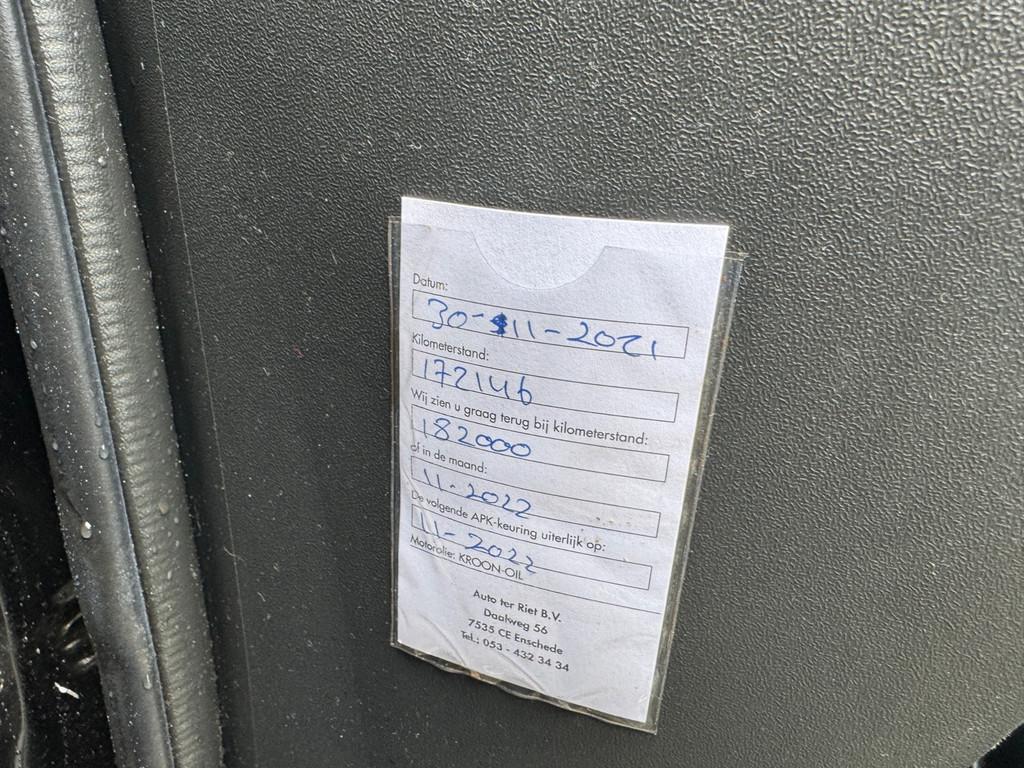 Datum:
30-11-2021
Kilometerstand:
172146
Wij zien u graag terug bij kilometerstand:
182000
of in de maand:
11-2022
De volgende APK-keuring uiterlijk op:
11-2022
Motorolie: KROON-OIL
Auto ter Riet B.V.
Daalweg 56
7535 CE Enschede
Tel.: 053 - 432 34 34